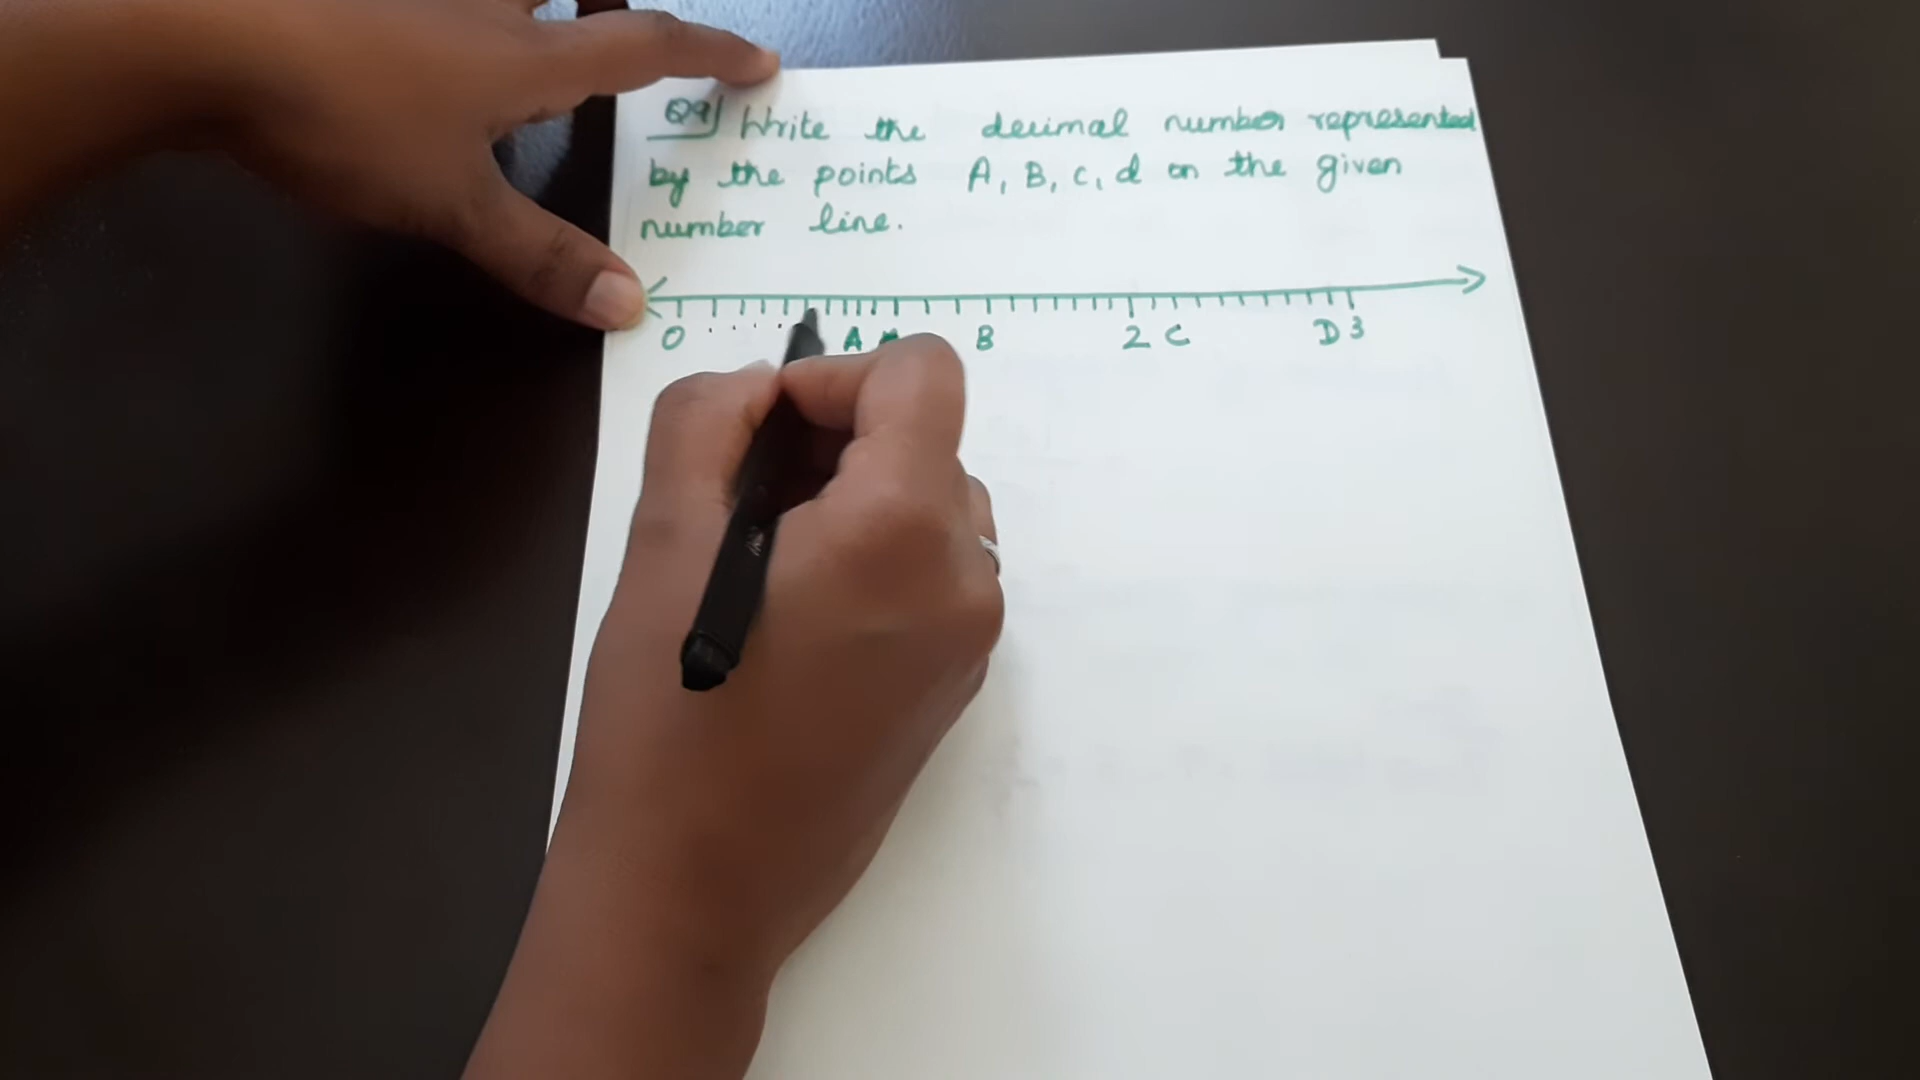 Q9) Write the decimal number represented
by the points A, B, C, d on the given
number line.
0 A B 2 C D 3